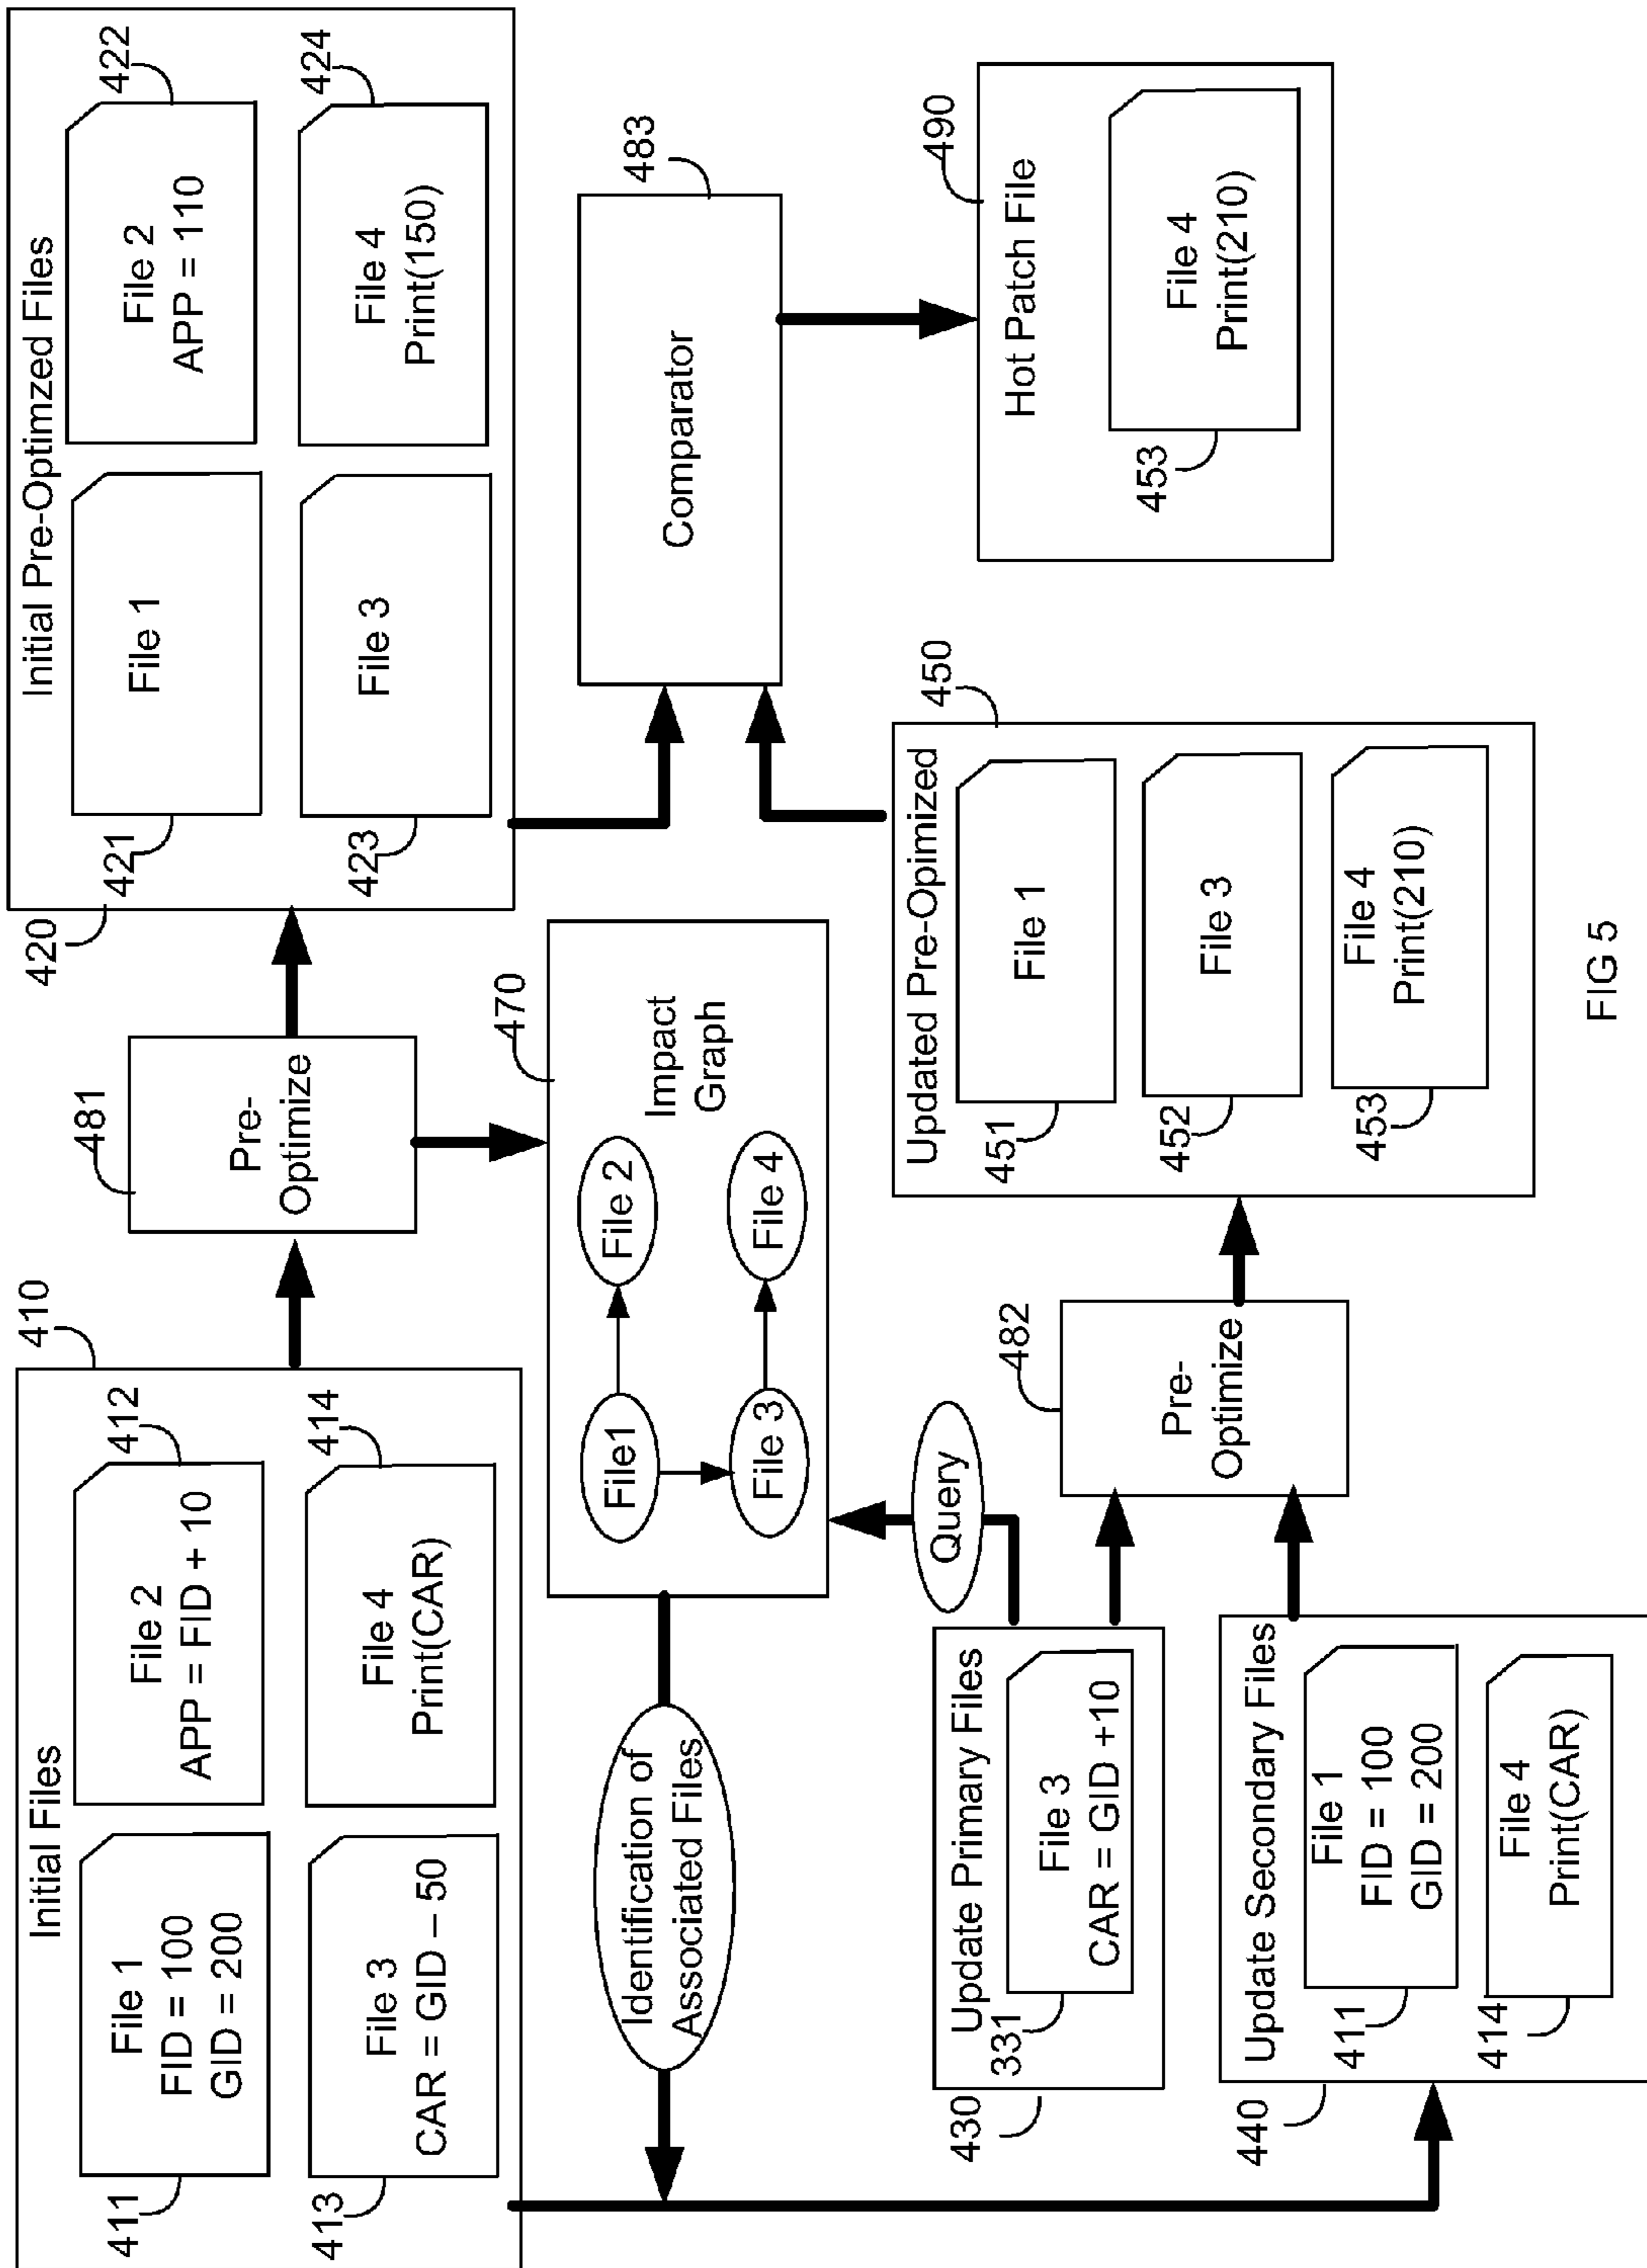 Initial Files
410
File 1
FID = 100
GID = 200
411
File 2
APP = FID + 10
412
File 3
CAR = GID – 50
413
File 4
Print(CAR)
414
481
Pre-
Optimize
420
Initial Pre-Optimzed Files
File 1
421
File 2
APP = 110
422
File 3
423
File 4
Print(150)
424
Identification of
Associated Files
470
Impact
Graph
File1
File 2
File 3
File 4
Query
Comparator
483
Update Primary Files
430
File 3
CAR = GID +10
331
Update Secondary Files
440
File 1
FID = 100
GID = 200
411
File 4
Print(CAR)
414
482
Pre-
Optimize
Updated Pre-Opimized
450
File 1
451
File 3
452
File 4
Print(210)
453
Hot Patch File
490
File 4
Print(210)
453
FIG 5